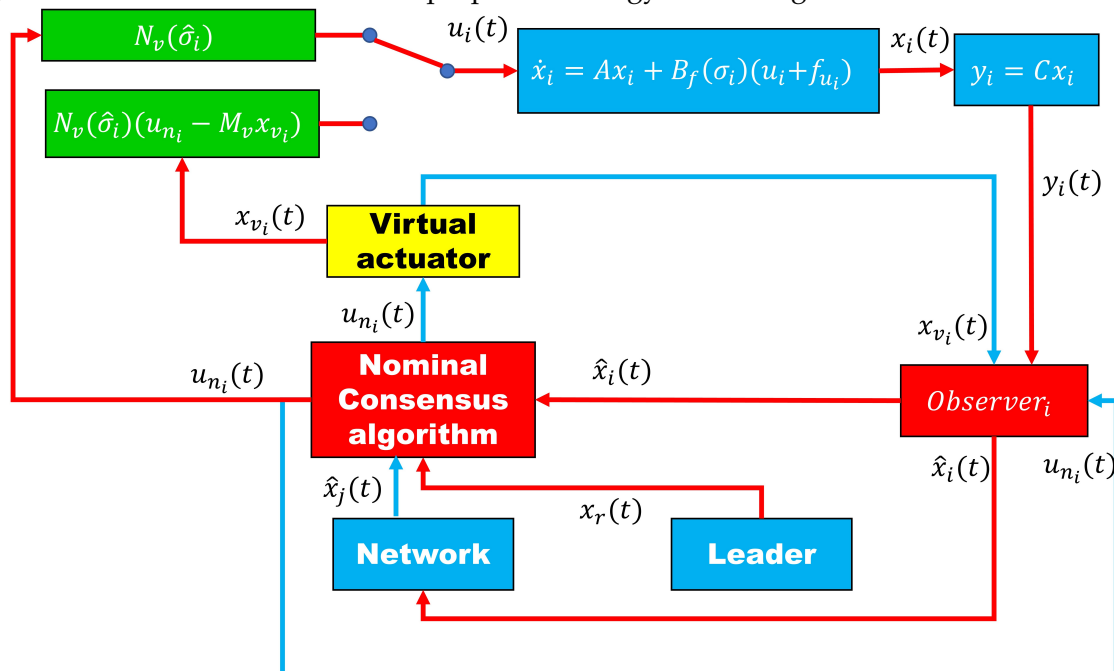 N_v(σ̂_i)
u_i(t)
ẋ_i = Ax_i + B_f(σ_i)(u_i+f_{u_i})
x_i(t)
y_i = Cx_i
N_v(σ̂_i)(u_{n_i} − M_v x_{v_i})
y_i(t)
x_{v_i}(t)
Virtual
actuator
u_{n_i}(t)
x_{v_i}(t)
u_{n_i}(t)
Nominal
Consensus
algorithm
x̂_i(t)
Observer_i
x̂_j(t)
x_r(t)
x̂_i(t)
u_{n_i}(t)
Network
Leader